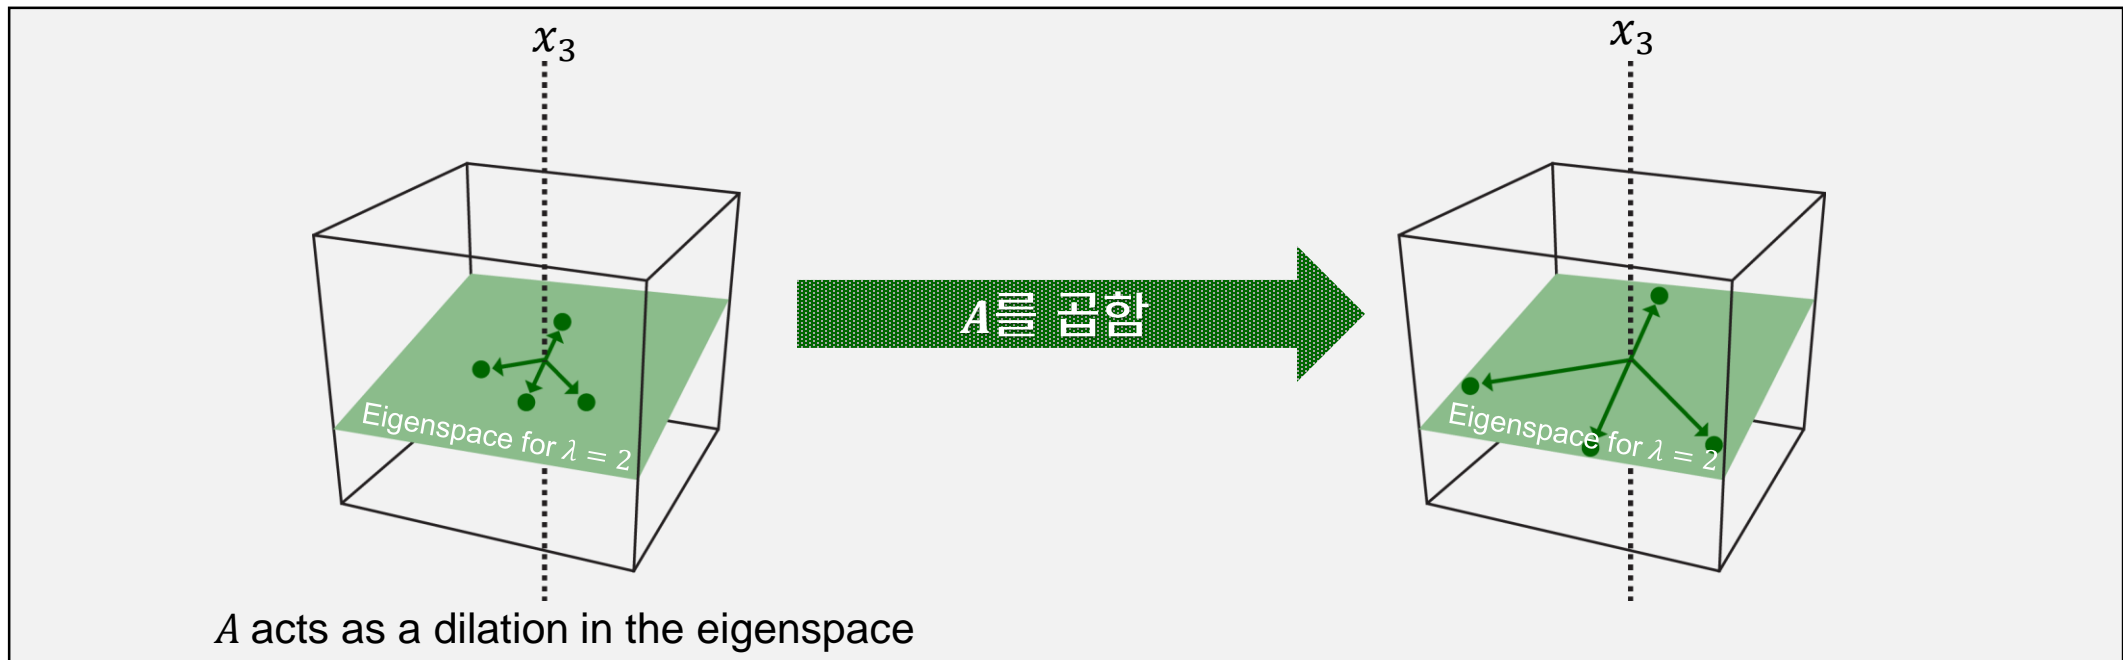 x₃
x₃
A를 곱함
Eigenspace for λ = 2
Eigenspace for λ = 2
A acts as a dilation in the eigenspace